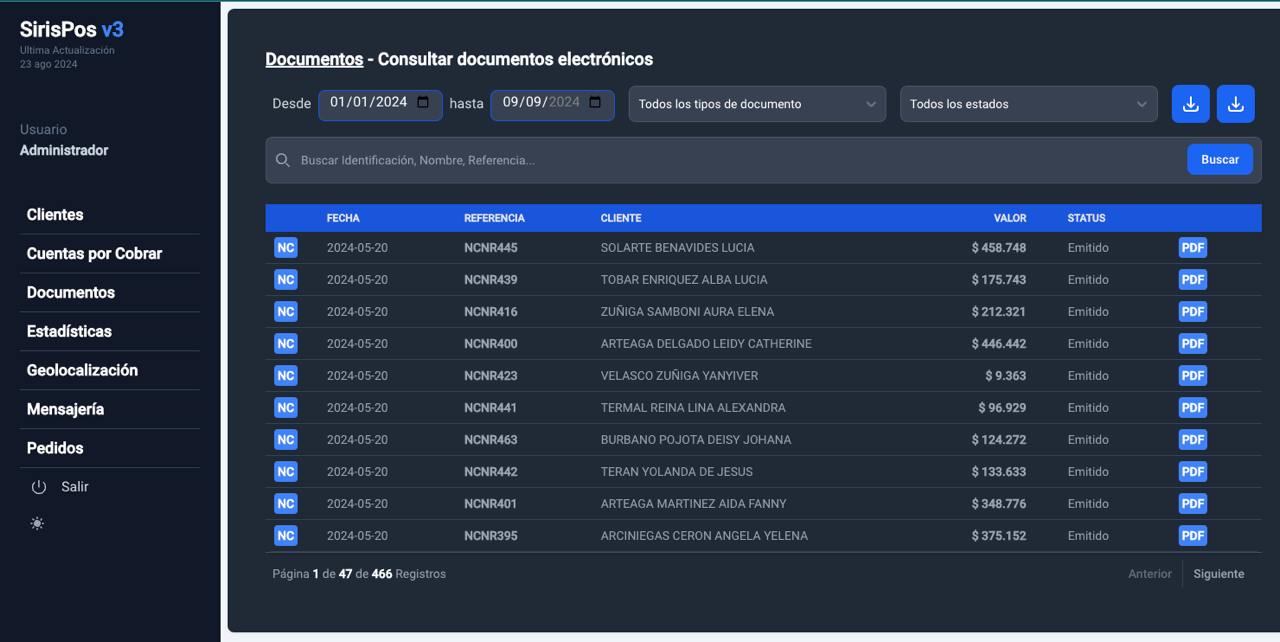 SirisPos v3
Ultima Actualización
23 ago 2024
Usuario
Administrador
Clientes
Cuentas por Cobrar
Documentos
Estadísticas
Geolocalización
Mensajería
Pedidos
Salir
Documentos - Consultar documentos electrónicos
Desde 01/01/2024 hasta 09/09/2024 Todos los tipos de documento Todos los estados
Buscar Identificación, Nombre, Referencia... Buscar
FECHA REFERENCIA CLIENTE VALOR STATUS
NC 2024-05-20 NCNR445 SOLARTE BENAVIDES LUCIA $ 458.748 Emitido PDF
NC 2024-05-20 NCNR439 TOBAR ENRIQUEZ ALBA LUCIA $ 175.743 Emitido PDF
NC 2024-05-20 NCNR416 ZUÑIGA SAMBONI AURA ELENA $ 212.321 Emitido PDF
NC 2024-05-20 NCNR400 ARTEAGA DELGADO LEIDY CATHERINE $ 446.442 Emitido PDF
NC 2024-05-20 NCNR423 VELASCO ZUÑIGA YANYIVER $ 9.363 Emitido PDF
NC 2024-05-20 NCNR441 TERMAL REINA LINA ALEXANDRA $ 96.929 Emitido PDF
NC 2024-05-20 NCNR463 BURBANO POJOTA DEISY JOHANA $ 124.272 Emitido PDF
NC 2024-05-20 NCNR442 TERAN YOLANDA DE JESUS $ 133.633 Emitido PDF
NC 2024-05-20 NCNR401 ARTEAGA MARTINEZ AIDA FANNY $ 348.776 Emitido PDF
NC 2024-05-20 NCNR395 ARCINIEGAS CERON ANGELA YELENA $ 375.152 Emitido PDF
Página 1 de 47 de 466 Registros Anterior Siguiente